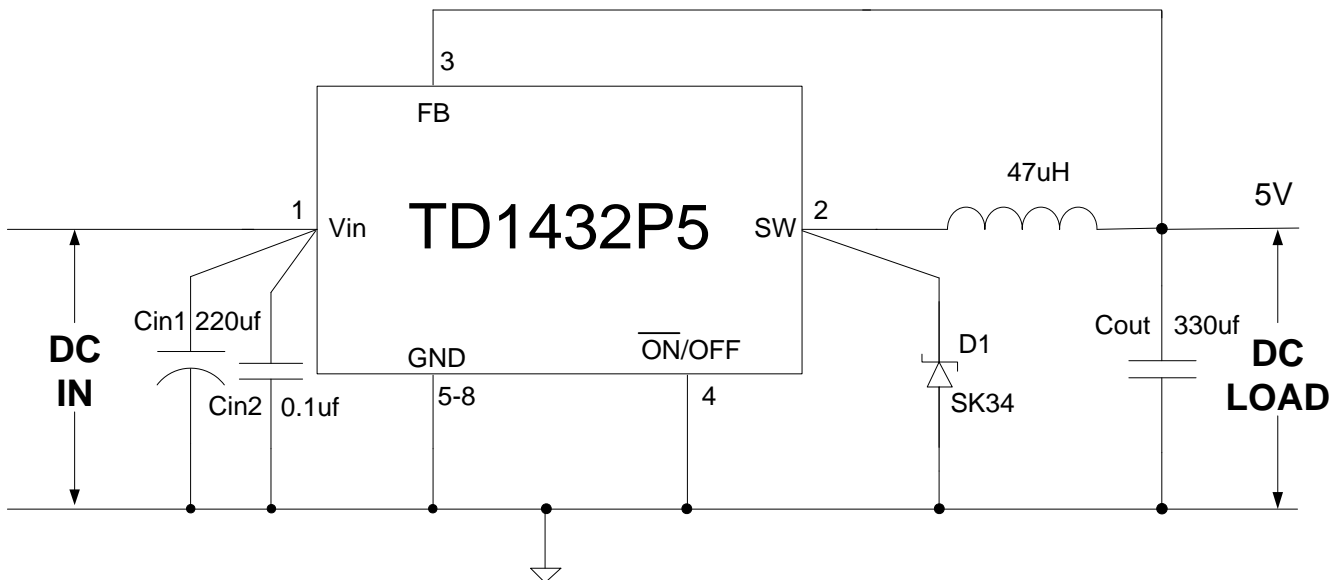 3
FB
47uH
5V
1
Vin
TD1432P5
SW
2
Cin1 220uf
DC
IN
GND
ON/OFF
D1
Cout 330uf
DC
LOAD
Cin2 0.1uf
5-8
4
SK34